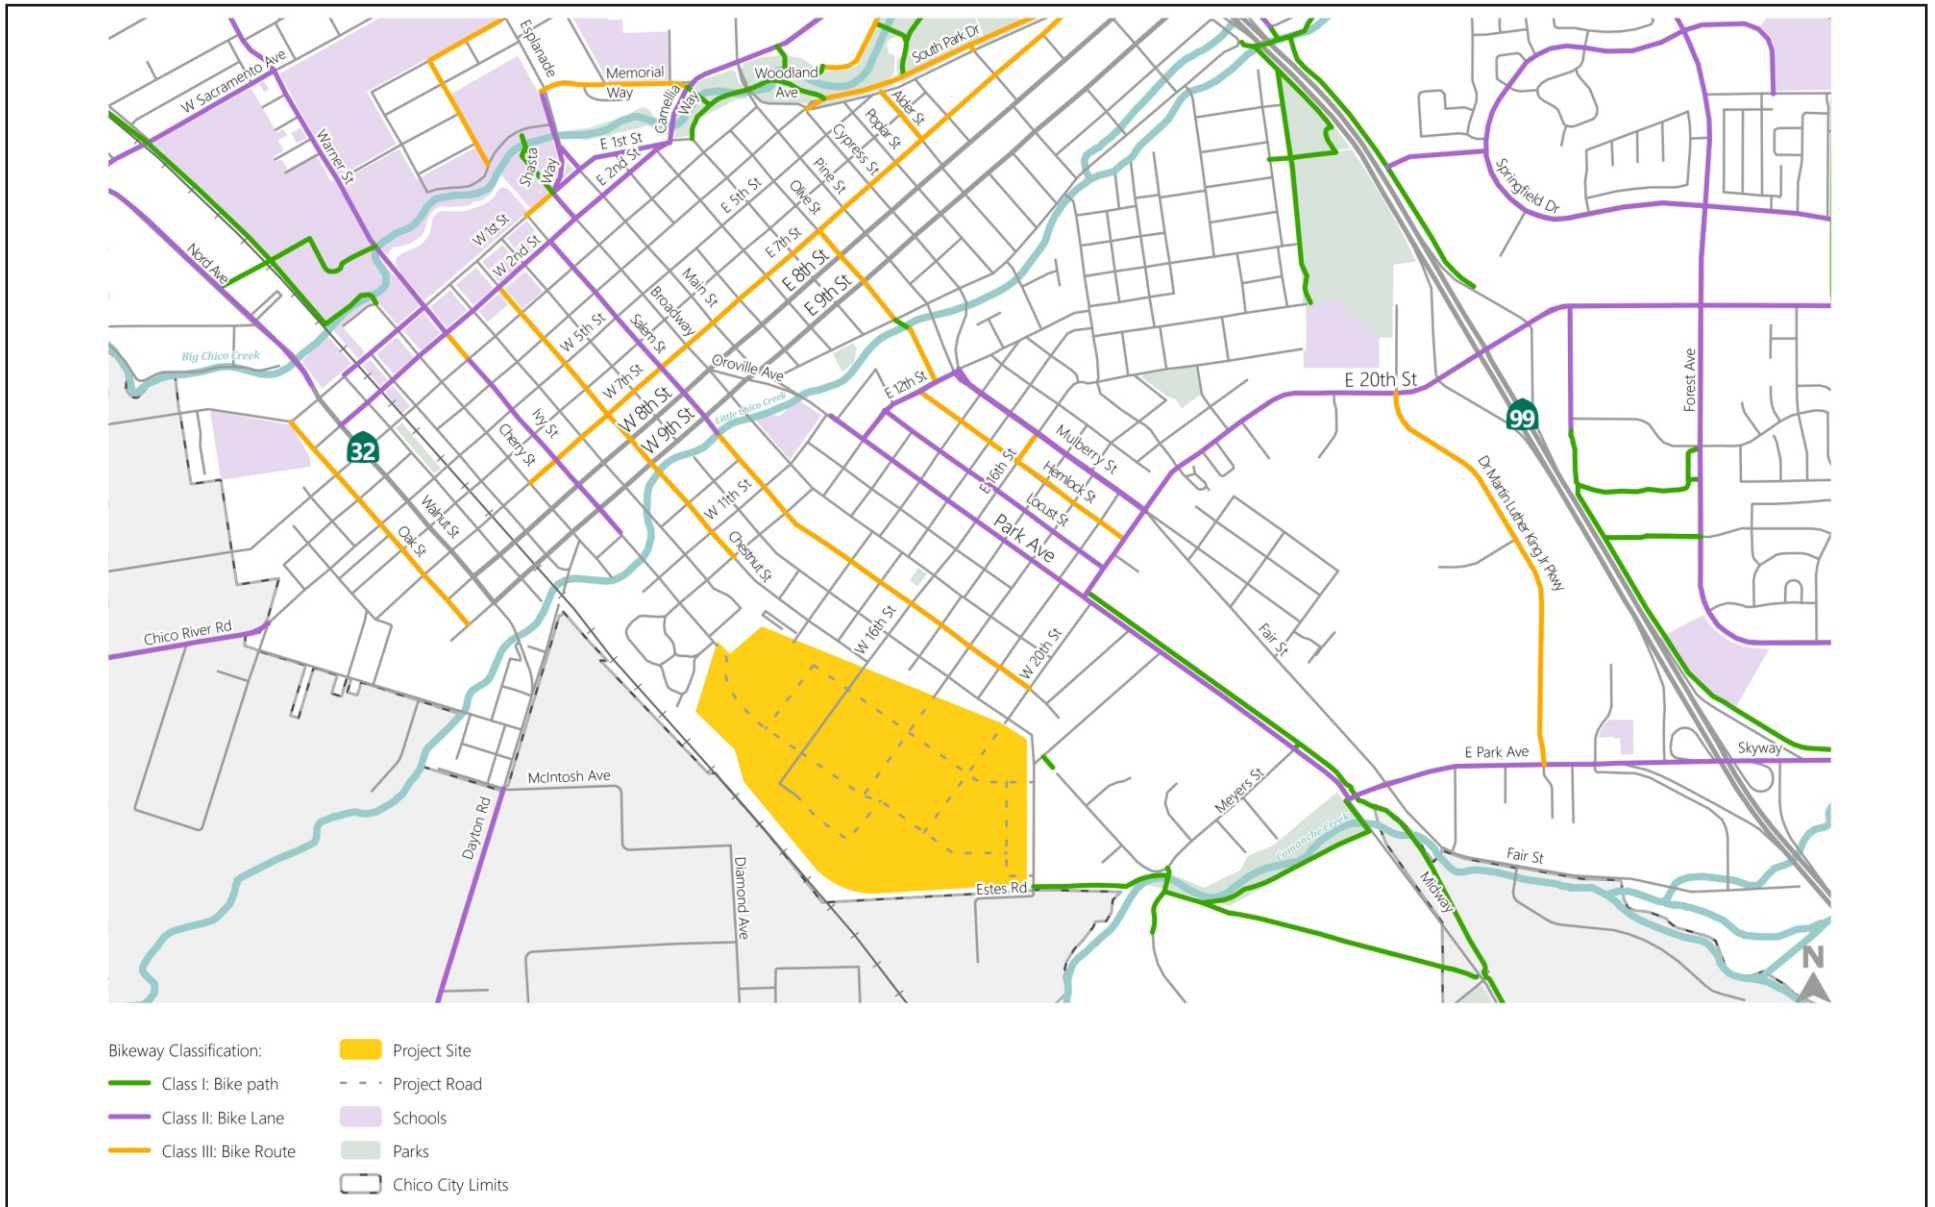 Esplanade
South Park Dr
W Sacramento Ave
Memorial
Way
Woodland
Ave
Camellia
Way
Alder St
Poplar St
Cypress St
Pine St
Olive St
Warner St
E 1st St
E 2nd St
Shasta
Way
E 5th St
Springfield Dr
W 1st St
W 2nd St
E 7th St
E 8th St
E 9th St
Nord Ave
Main St
Broadway
Salem St
W 5th St
Big Chico Creek
Oroville Ave
W 7th St
W 8th St
W 9th St
E 12th St
Little Chico Creek
E 20th St
Forest Ave
99
32
Ivy St
Cherry St
Mulberry St
Hemlock St
E 16th St
Locust St
Park Ave
Dr Martin Luther King Jr Pkwy
W 11th St
Walnut St
Oak St
Chestnut St
Chico River Rd
W 16th St
W 20th St
Fair St
E Park Ave
Skyway
McIntosh Ave
Meyers St
Dayton Rd
Comanche Creek
Diamond Ave
Estes Rd
Fair St
Midway
N
Bikeway Classification:
Class I: Bike path
Class II: Bike Lane
Class III: Bike Route
Project Site
Project Road
Schools
Parks
Chico City Limits